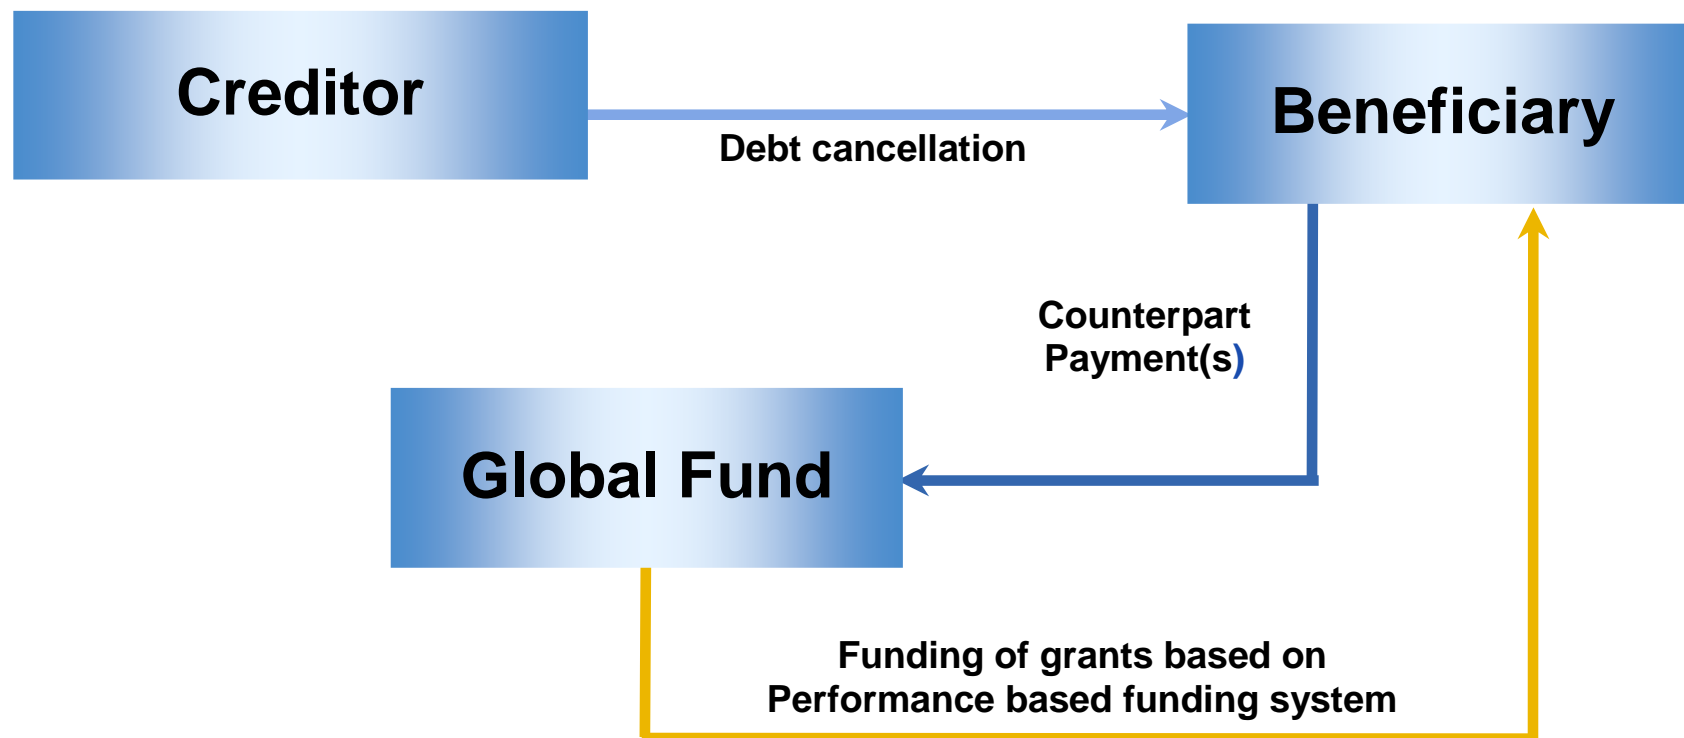 Creditor
Beneficiary
Debt cancellation
Counterpart
Payment(s)
Global Fund
Funding of grants based on
Performance based funding system